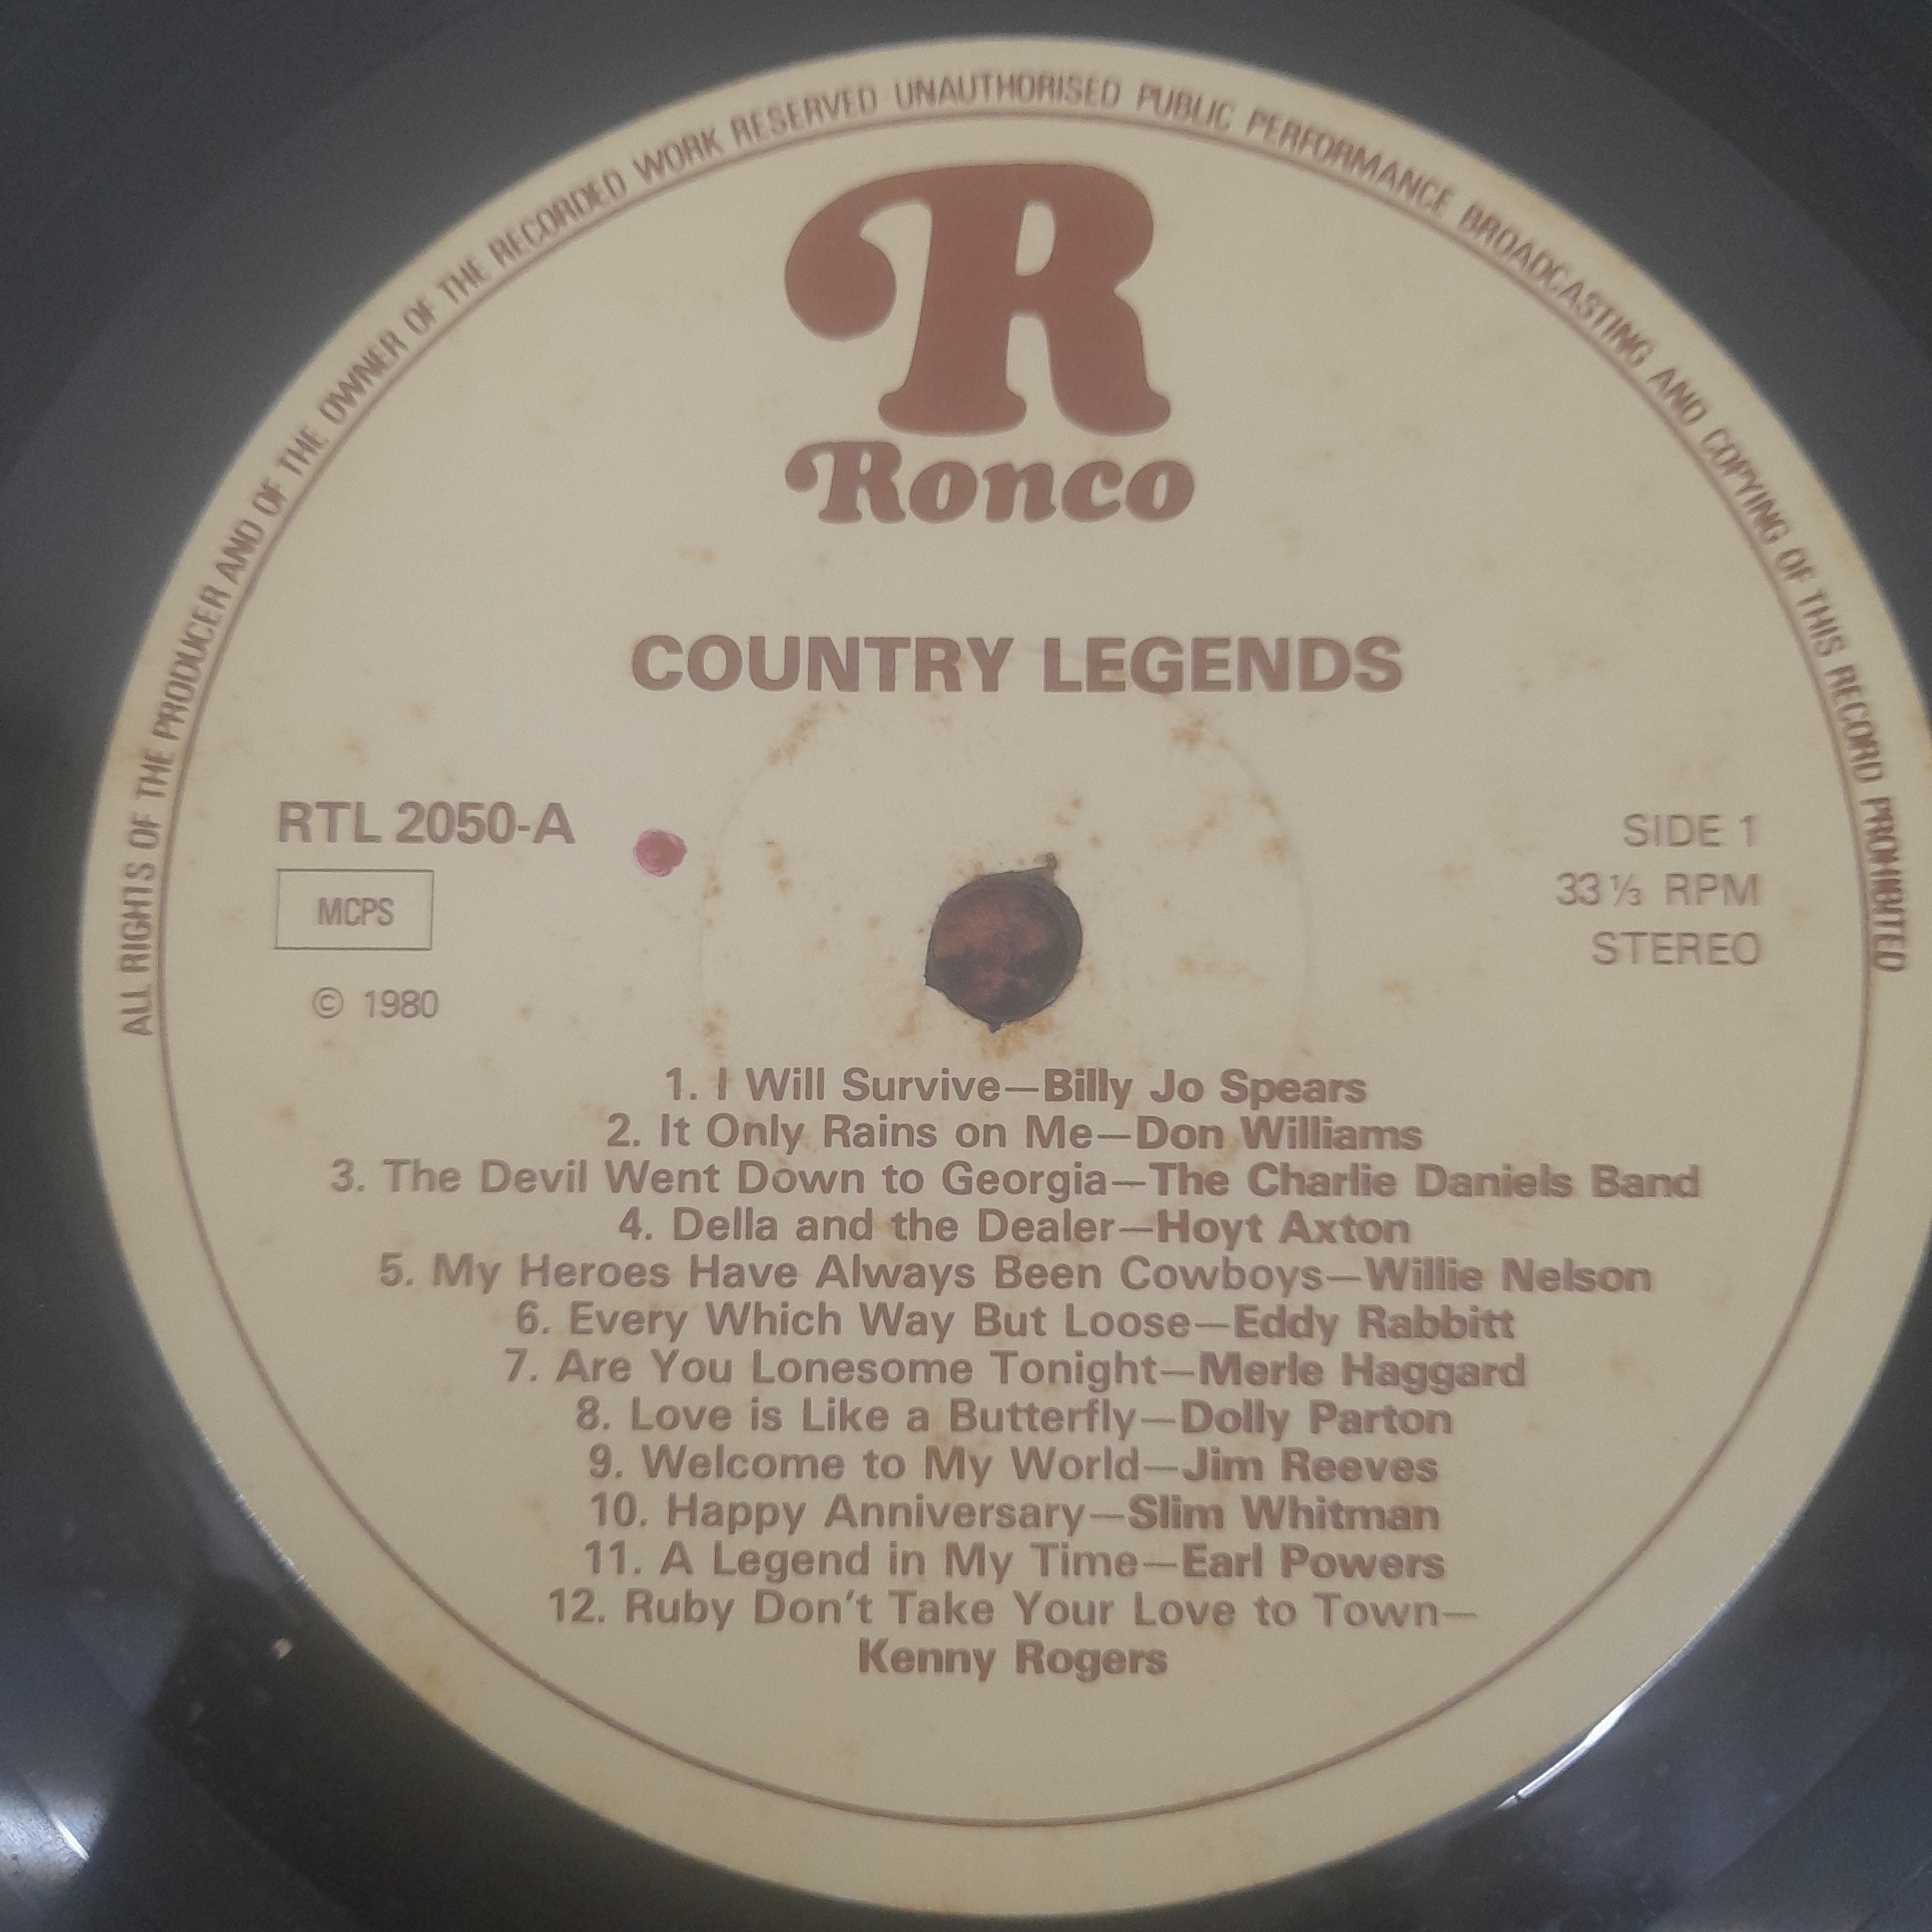 ALL RIGHTS OF THE PRODUCER AND OF THE OWNER OF THE RECORDED WORK RESERVED UNAUTHORISED PUBLIC PERFORMANCE BROADCASTING AND COPYING OF THIS RECORD PROHIBITED
R
Ronco
COUNTRY LEGENDS
RTL 2050-A
MCPS
© 1980
SIDE 1
33⅓ RPM
STEREO
1. I Will Survive—Billy Jo Spears
2. It Only Rains on Me—Don Williams
3. The Devil Went Down to Georgia—The Charlie Daniels Band
4. Della and the Dealer—Hoyt Axton
5. My Heroes Have Always Been Cowboys—Willie Nelson
6. Every Which Way But Loose—Eddy Rabbitt
7. Are You Lonesome Tonight—Merle Haggard
8. Love is Like a Butterfly—Dolly Parton
9. Welcome to My World—Jim Reeves
10. Happy Anniversary—Slim Whitman
11. A Legend in My Time—Earl Powers
12. Ruby Don't Take Your Love to Town—
Kenny Rogers